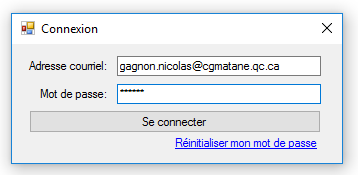 Connexion
Adresse courriel: gagnon.nicolas@cgmatane.qc.ca
Mot de passe: ******
Se connecter
Réinitialiser mon mot de passe